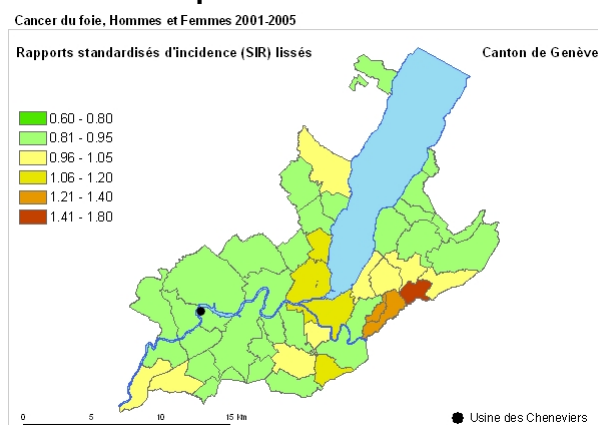 Cancer du foie, Hommes et Femmes 2001-2005
Rapports standardisés d'incidence (SIR) lissés
Canton de Genève
0.60 - 0.80
0.81 - 0.95
0.96 - 1.05
1.06 - 1.20
1.21 - 1.40
1.41 - 1.80
0 5 10 15 km
Usine des Cheneviers